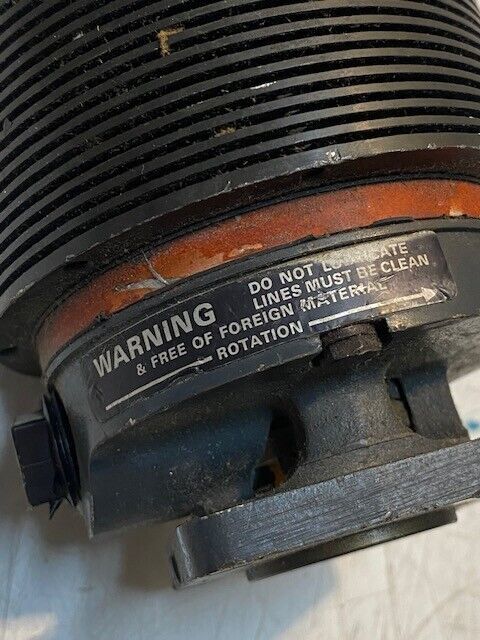 WARNING DO NOT LUBRICATE
LINES MUST BE CLEAN
& FREE OF FOREIGN MATERIAL
ROTATION